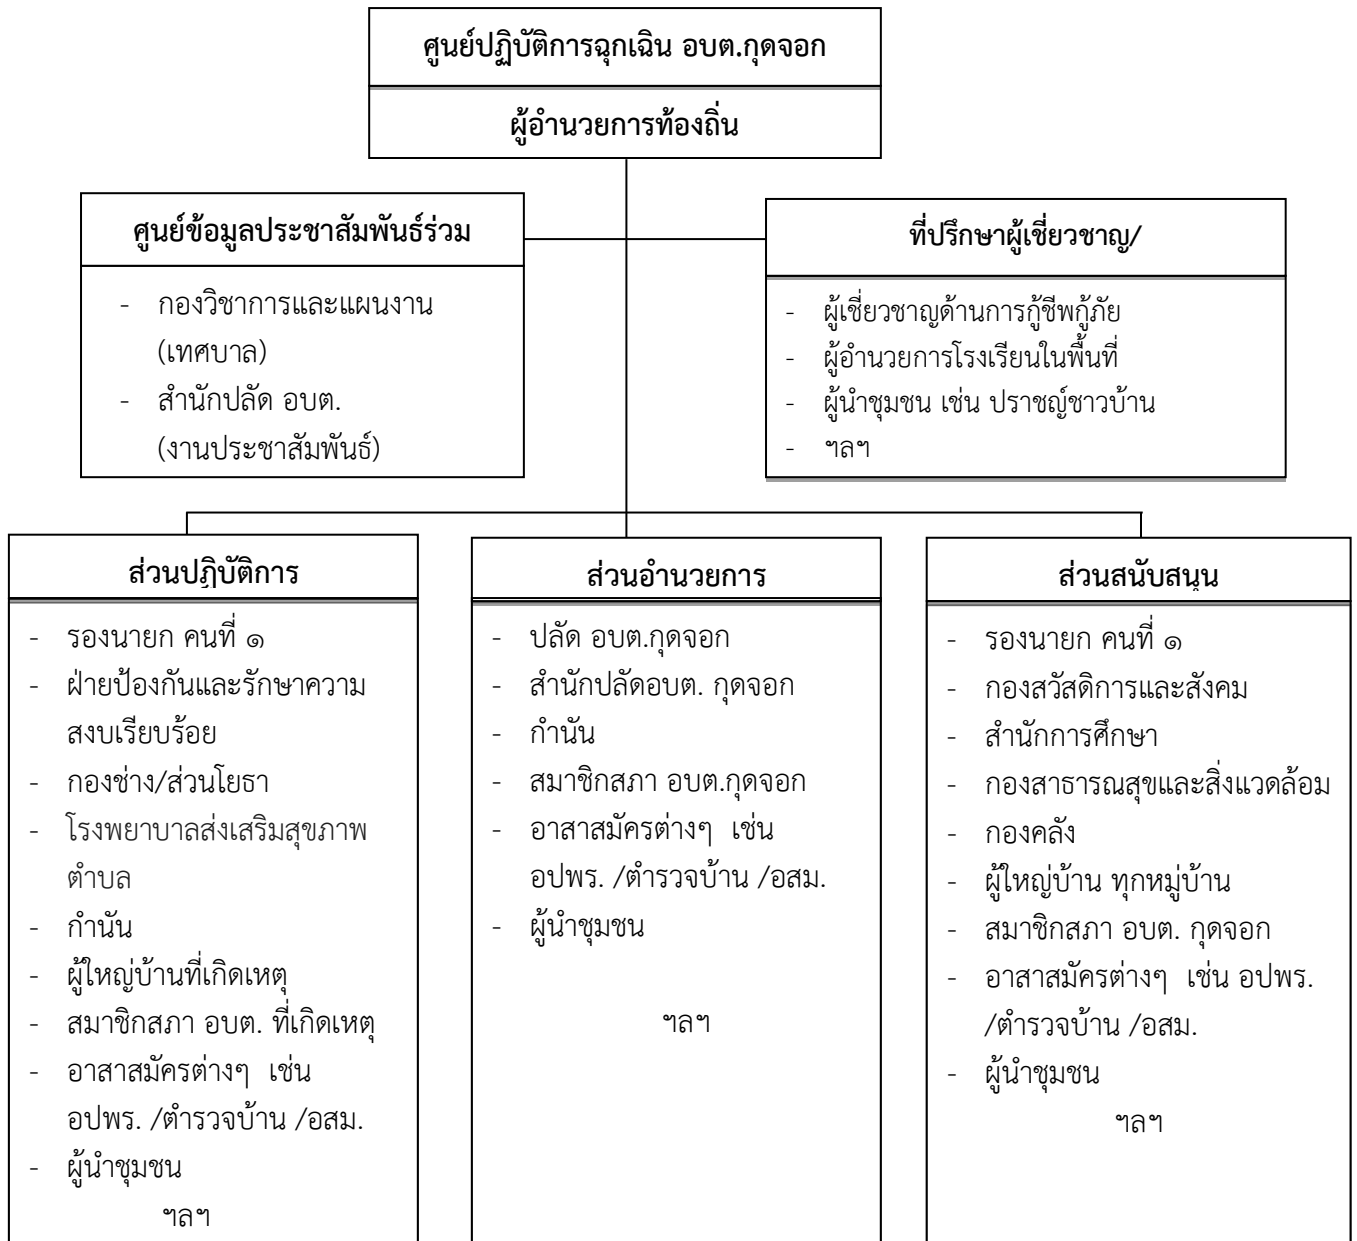 ศูนย์ปฏิบัติการฉุกเฉิน อบต.กุดจอก
ผู้อำนวยการท้องถิ่น
ศูนย์ข้อมูลประชาสัมพันธ์ร่วม
- กองวิชาการและแผนงาน
(เทศบาล)
- สำนักปลัด อบต.
(งานประชาสัมพันธ์)
ที่ปรึกษาผู้เชี่ยวชาญ/
- ผู้เชี่ยวชาญด้านการกู้ชีพกู้ภัย
- ผู้อำนวยการโรงเรียนในพื้นที่
- ผู้นำชุมชน เช่น ปราชญ์ชาวบ้าน
- ฯลฯ
ส่วนปฏิบัติการ
- รองนายก คนที่ ๑
- ฝ่ายป้องกันและรักษาความ
สงบเรียบร้อย
- กองช่าง/ส่วนโยธา
- โรงพยาบาลส่งเสริมสุขภาพ
ตำบล
- กำนัน
- ผู้ใหญ่บ้านที่เกิดเหตุ
- สมาชิกสภา อบต. ที่เกิดเหตุ
- อาสาสมัครต่างๆ เช่น
อปพร. /ตำรวจบ้าน /อสม.
- ผู้นำชุมชน
ฯลฯ
ส่วนอำนวยการ
- ปลัด อบต.กุดจอก
- สำนักปลัดอบต. กุดจอก
- กำนัน
- สมาชิกสภา อบต.กุดจอก
- อาสาสมัครต่างๆ เช่น
อปพร. /ตำรวจบ้าน /อสม.
- ผู้นำชุมชน
ฯลฯ
ส่วนสนับสนุน
- รองนายก คนที่ ๑
- กองสวัสดิการและสังคม
- สำนักการศึกษา
- กองสาธารณสุขและสิ่งแวดล้อม
- กองคลัง
- ผู้ใหญ่บ้าน ทุกหมู่บ้าน
- สมาชิกสภา อบต. กุดจอก
- อาสาสมัครต่างๆ เช่น อปพร.
/ตำรวจบ้าน /อสม.
- ผู้นำชุมชน
ฯลฯ